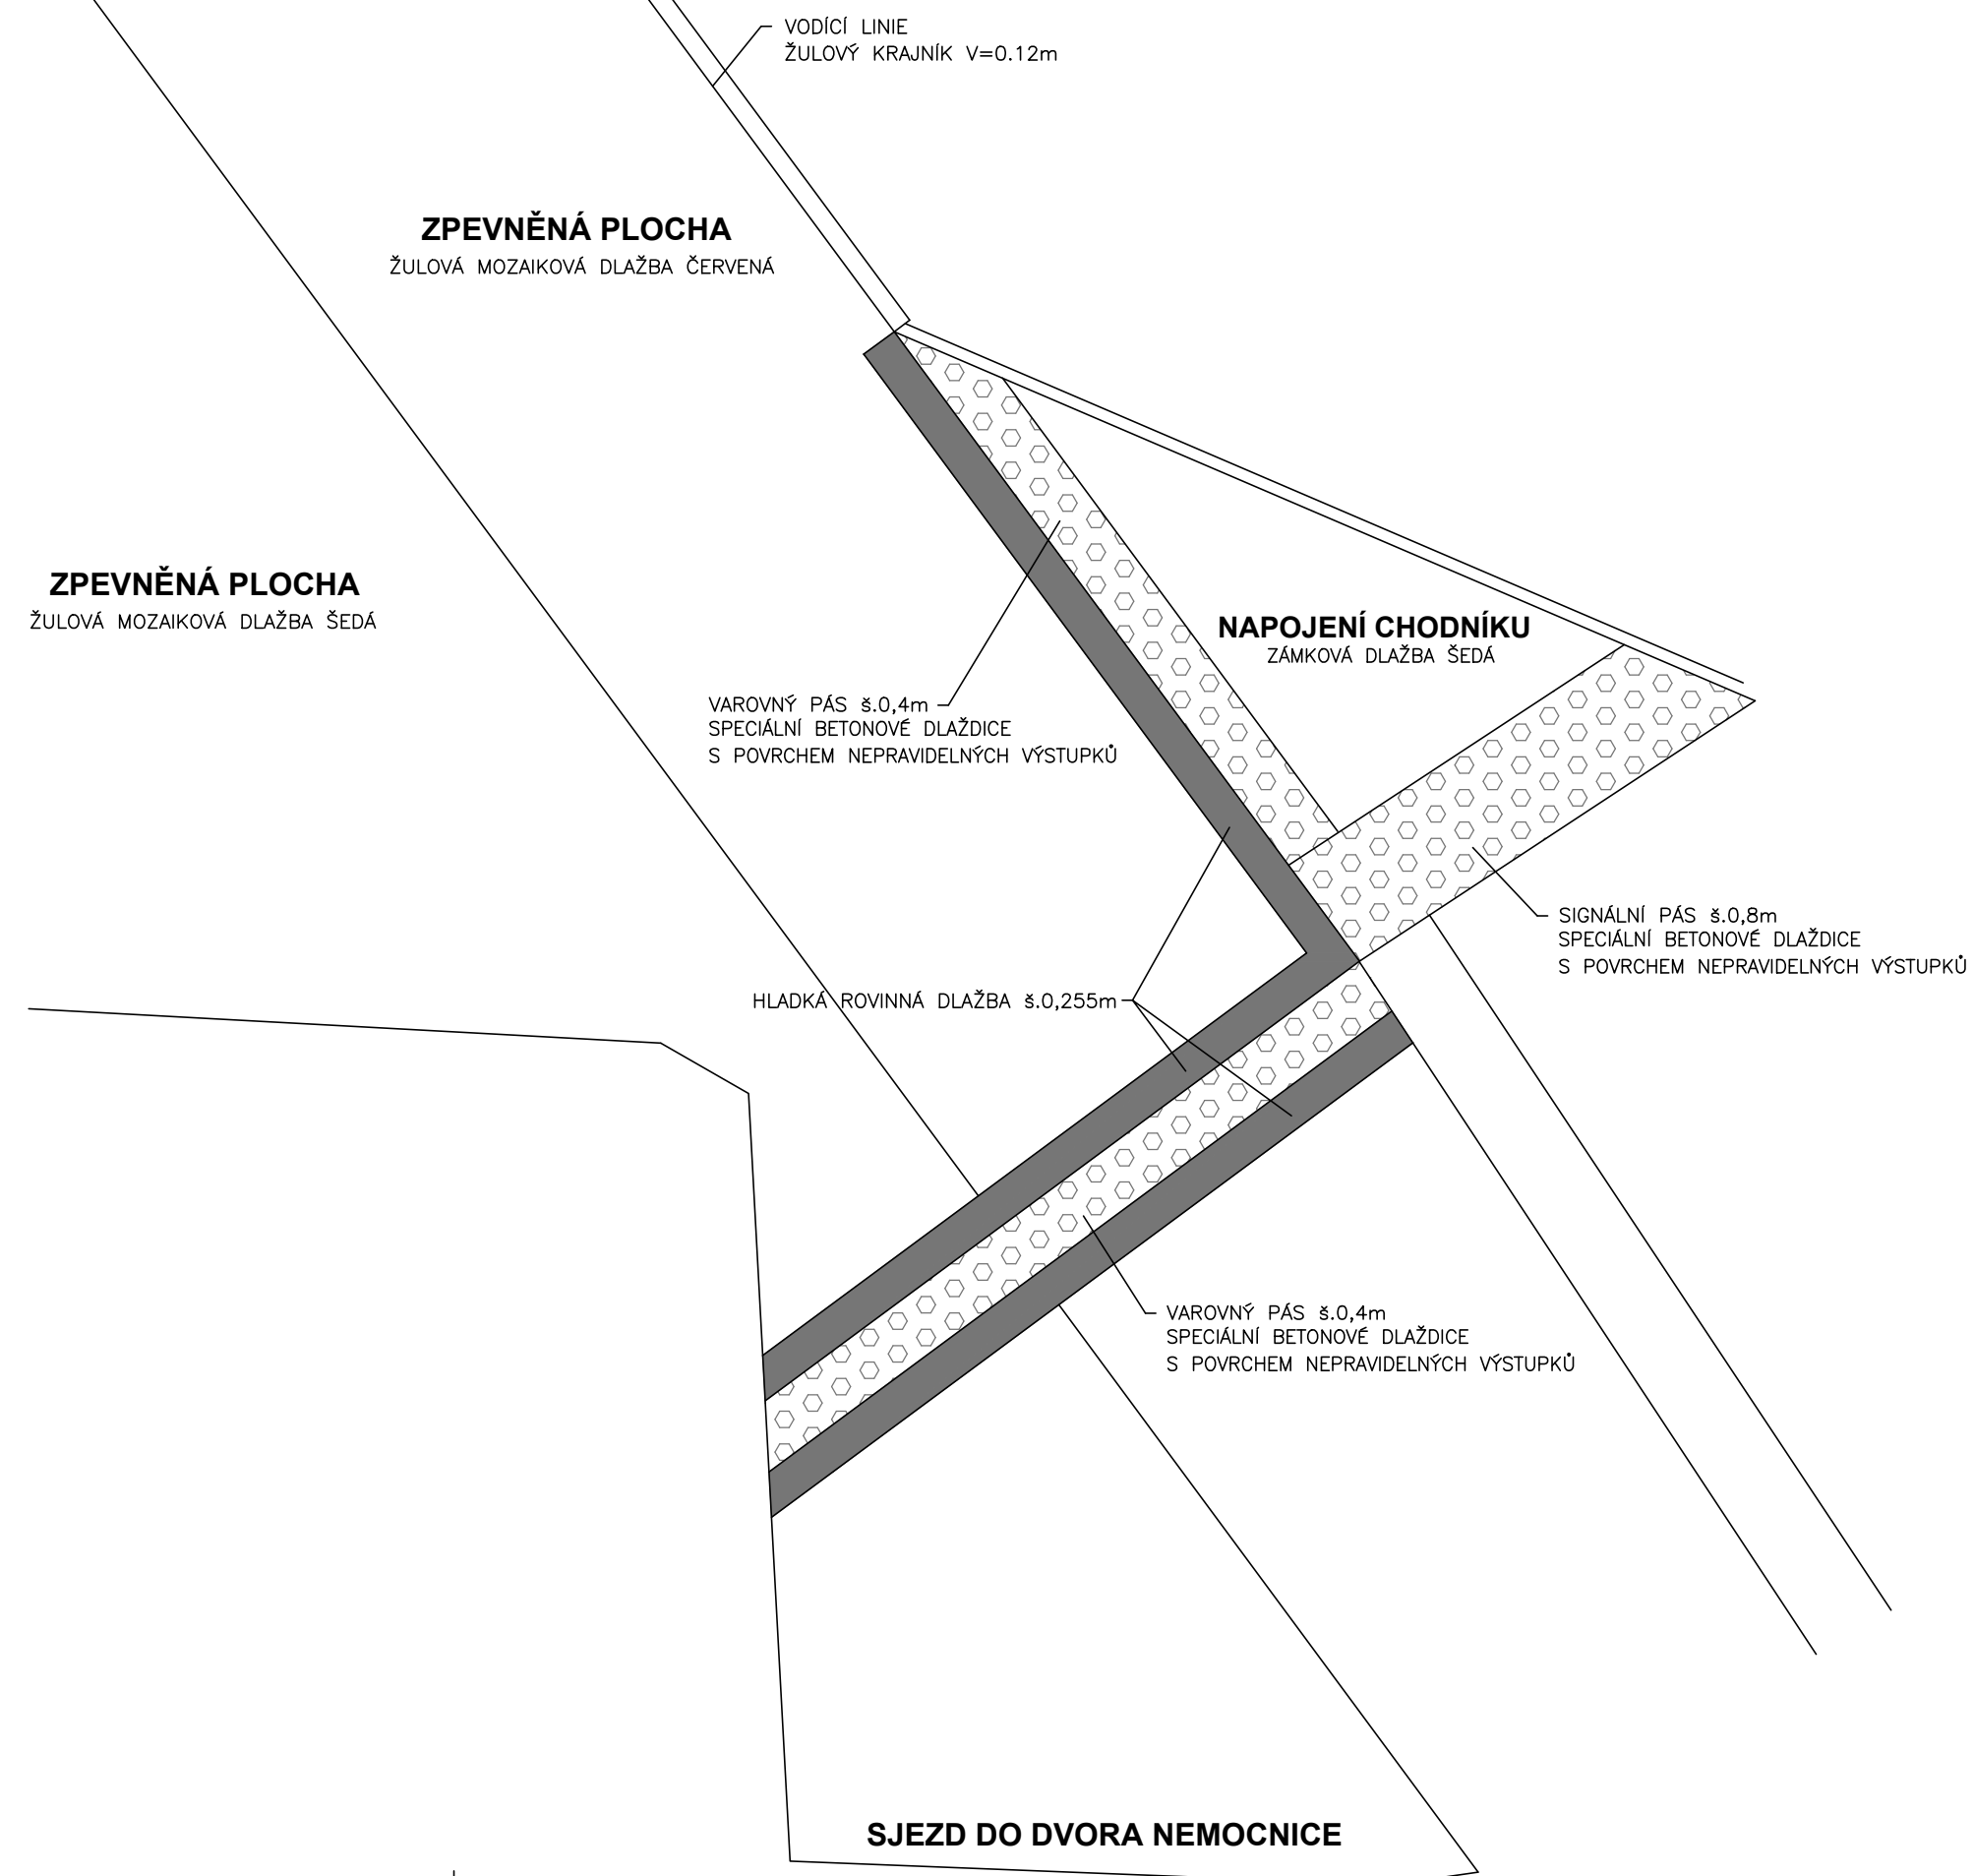 VODÍCÍ LINIE
ŽULOVÝ KRAJNÍK V=0.12m
ZPEVNĚNÁ PLOCHA
ŽULOVÁ MOZAIKOVÁ DLAŽBA ČERVENÁ
ZPEVNĚNÁ PLOCHA
ŽULOVÁ MOZAIKOVÁ DLAŽBA ŠEDÁ
NAPOJENÍ CHODNÍKU
ZÁMKOVÁ DLAŽBA ŠEDÁ
VAROVNÝ PÁS š.0,4m
SPECIÁLNÍ BETONOVÉ DLAŽDICE
S POVRCHEM NEPRAVIDELNÝCH VÝSTUPKŮ
SIGNÁLNÍ PÁS š.0,8m
SPECIÁLNÍ BETONOVÉ DLAŽDICE
S POVRCHEM NEPRAVIDELNÝCH VÝSTUPKŮ
HLADKÁ ROVINNÁ DLAŽBA š.0,255m
VAROVNÝ PÁS š.0,4m
SPECIÁLNÍ BETONOVÉ DLAŽDICE
S POVRCHEM NEPRAVIDELNÝCH VÝSTUPKŮ
SJEZD DO DVORA NEMOCNICE